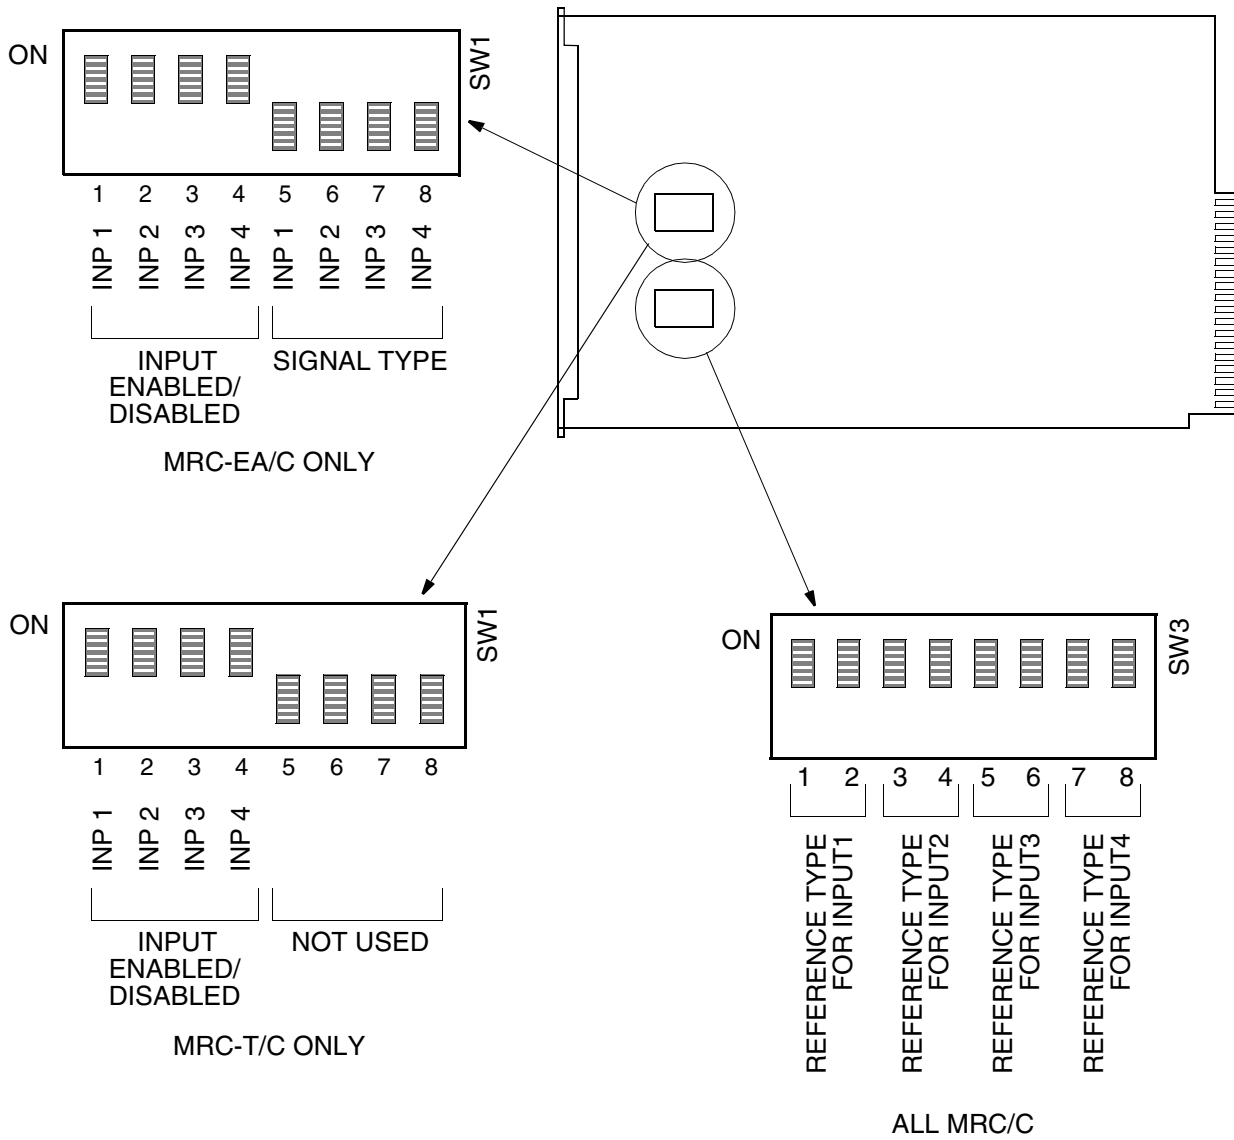 ON
SW1
1 2 3 4 5 6 7 8
INP 1
INP 2
INP 3
INP 4
INP 1
INP 2
INP 3
INP 4
INPUT
ENABLED/
DISABLED
SIGNAL TYPE
MRC-EA/C ONLY
ON
SW1
1 2 3 4 5 6 7 8
INP 1
INP 2
INP 3
INP 4
INPUT
ENABLED/
DISABLED
NOT USED
MRC-T/C ONLY
ON
SW3
1 2 3 4 5 6 7 8
REFERENCE TYPE
FOR INPUT1
REFERENCE TYPE
FOR INPUT2
REFERENCE TYPE
FOR INPUT3
REFERENCE TYPE
FOR INPUT4
ALL MRC/C